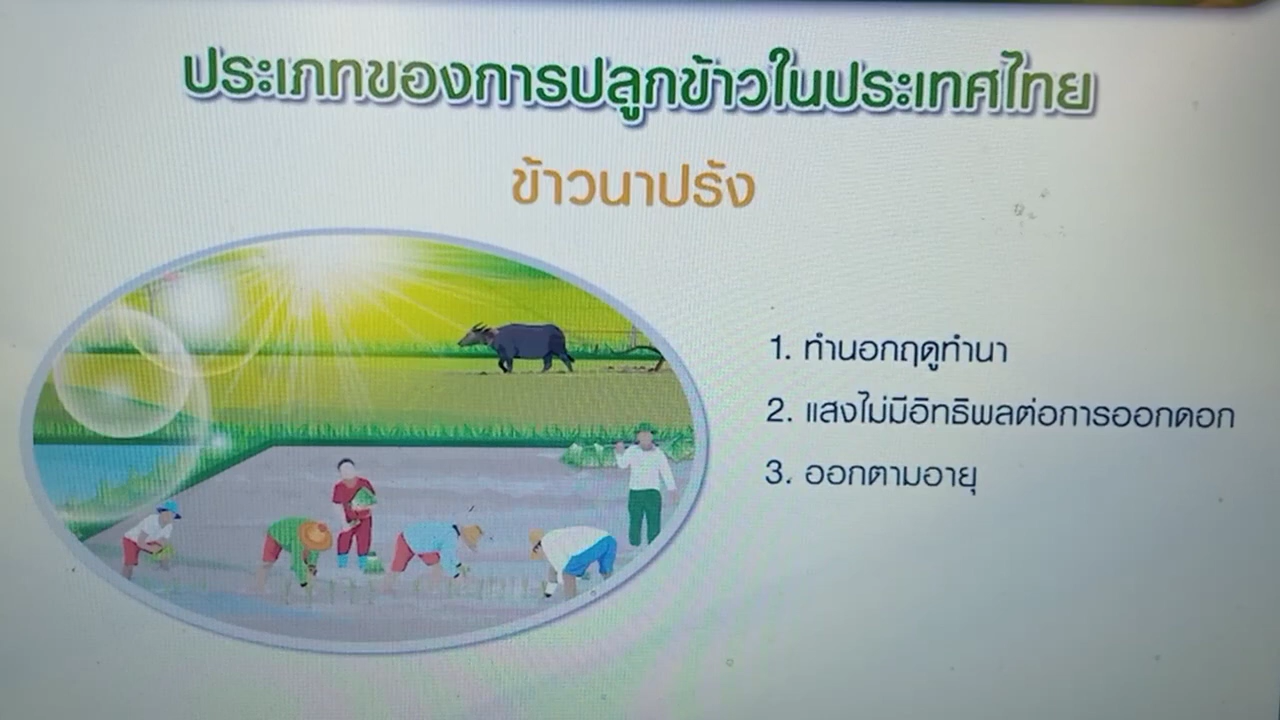 ประเภทของการปลูกข้าวในประเทศไทย
ข้าวนาปรัง
1. ทำนอกฤดูทำนา
2. แสงไม่มีอิทธิพลต่อการออกดอก
3. ออกตามอายุ